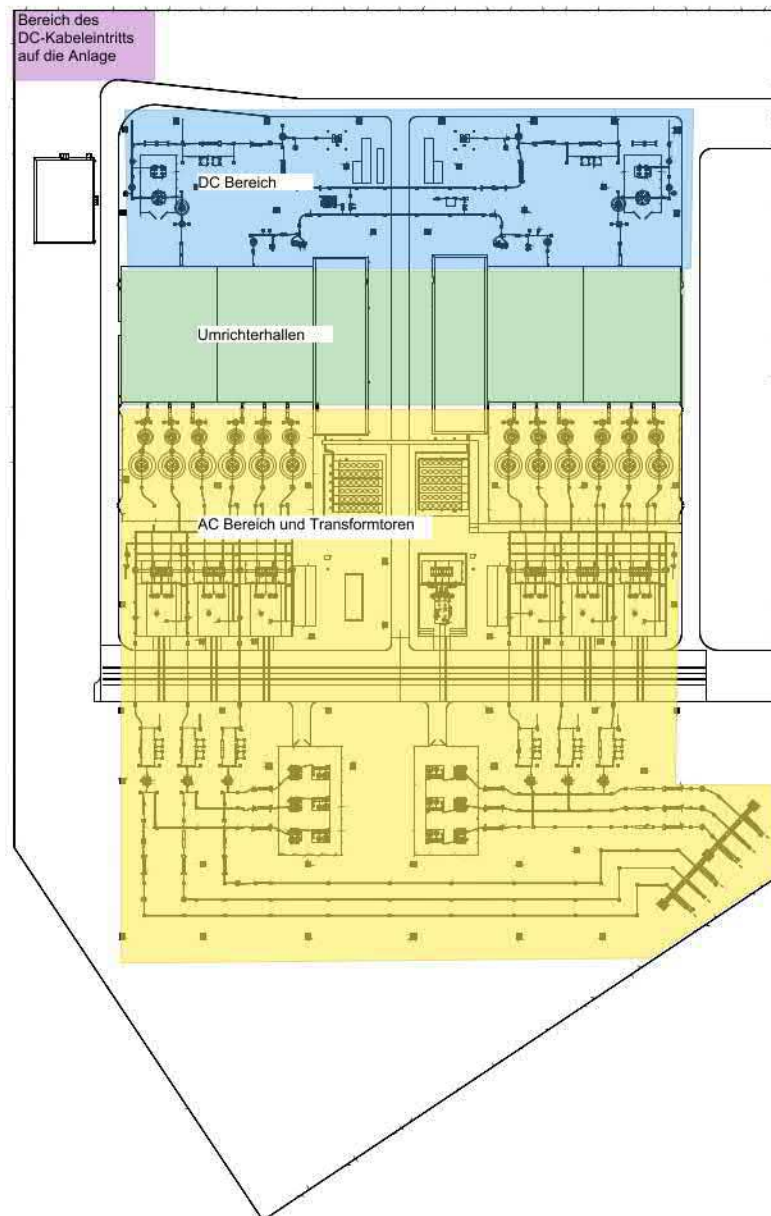 Bereich des
DC-Kabeleintritts
auf die Anlage
DC Bereich
Umrichterhallen
AC Bereich und Transformtoren